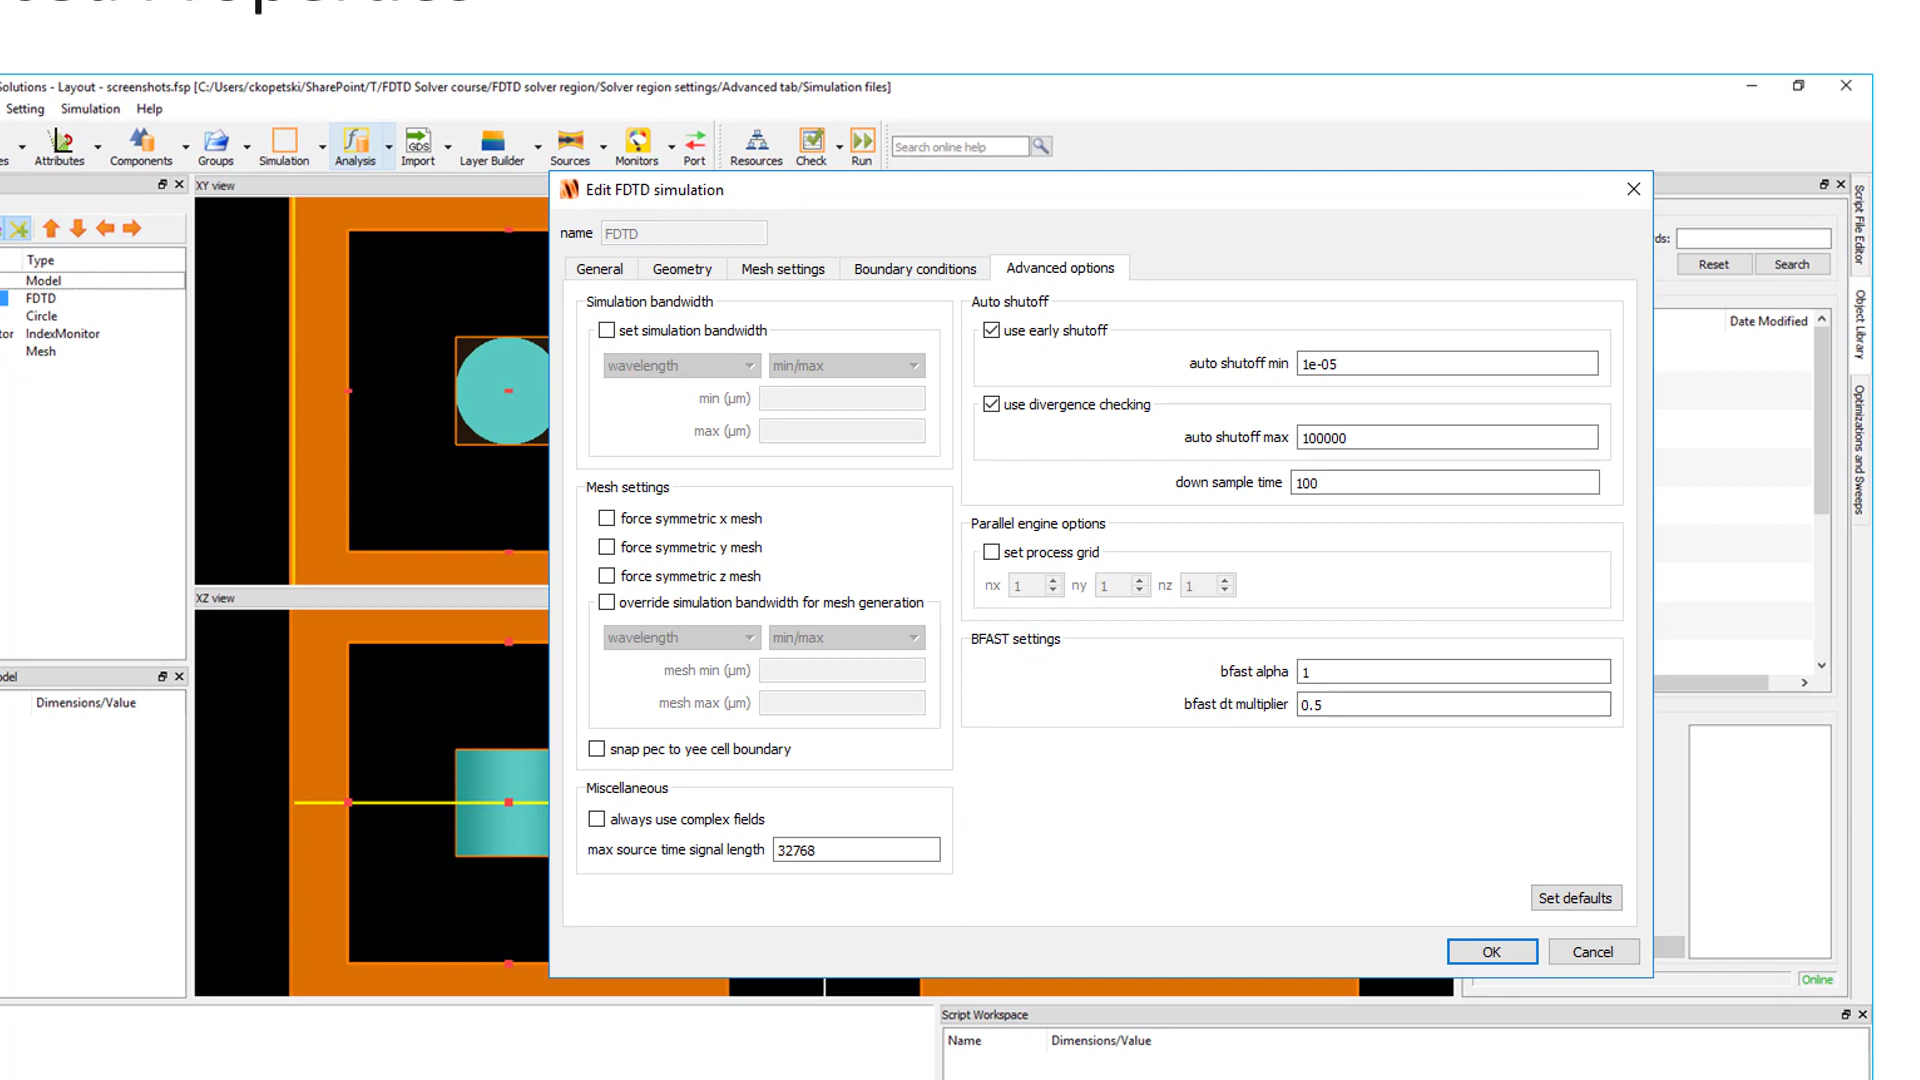 Properties
Solutions - Layout - screenshots.fsp [C:/Users/ckopetski/SharePoint/T/FDTD Solver course/FDTD solver region/Solver region settings/Advanced tab/Simulation files]
Setting Simulation Help
es Attributes Components Groups Simulation Analysis Import Layer Builder Sources Monitors Port Resources Check Run Search online help
GDS
XY view
Type
Model
FDTD
Circle
tor IndexMonitor
Mesh
odel
Dimensions/Value
XZ view
Edit FDTD simulation
name FDTD
General Geometry Mesh settings Boundary conditions Advanced options
Simulation bandwidth
set simulation bandwidth
wavelength min/max
min (µm)
max (µm)
Mesh settings
force symmetric x mesh
force symmetric y mesh
force symmetric z mesh
override simulation bandwidth for mesh generation
wavelength min/max
mesh min (µm)
mesh max (µm)
snap pec to yee cell boundary
Miscellaneous
always use complex fields
max source time signal length 32768
Auto shutoff
use early shutoff
auto shutoff min 1e-05
use divergence checking
auto shutoff max 100000
down sample time 100
Parallel engine options
set process grid
nx 1 ny 1 nz 1
BFAST settings
bfast alpha 1
bfast dt multiplier 0.5
Set defaults
OK Cancel
ds:
Reset Search
Date Modified
Script File Editor
Object Library
Optimizations and Sweeps
Online
Script Workspace
Name Dimensions/Value